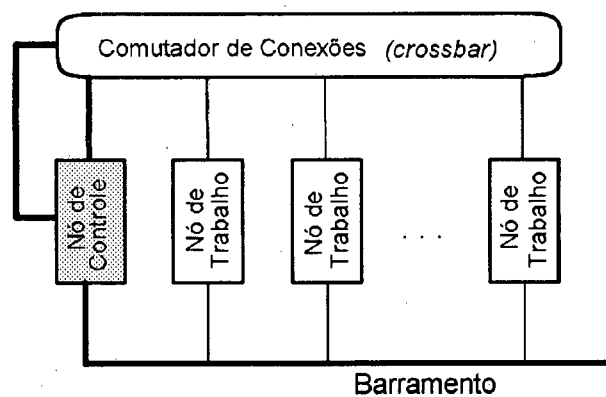 Comutador de Conexões (crossbar)
Nó de
Controle
Nó de
Trabalho
Nó de
Trabalho
. . .
Nó de
Trabalho
Barramento